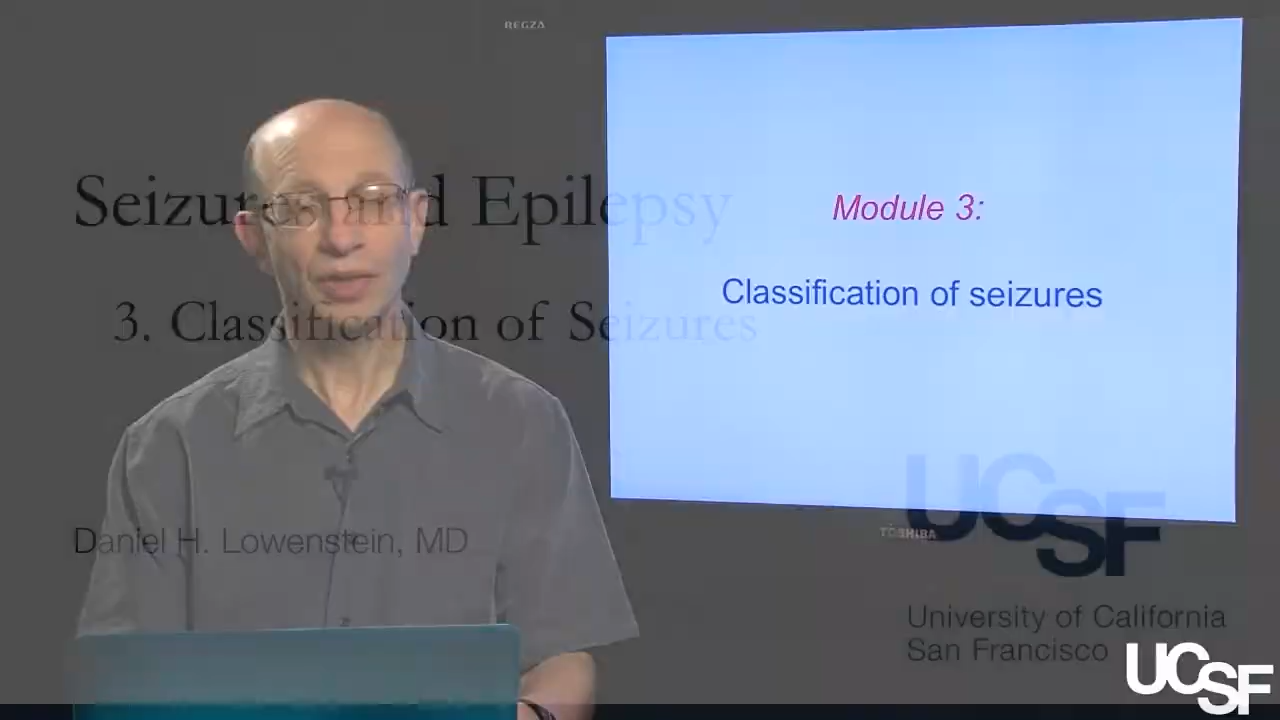 REGZA
Seizures and Epilepsy
3. Classification of Seizures
Module 3:
Classification of seizures
Daniel H. Lowenstein, MD
TOSHIBA
UCSF
University of California
San Francisco
UCSF